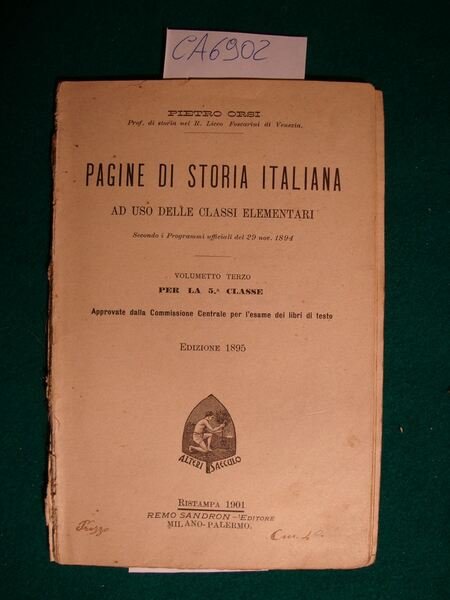 CA6902
PIETRO ORSI
Prof. di storia nel R. Liceo Foscarini di Venezia.
PAGINE DI STORIA ITALIANA
AD USO DELLE CLASSI ELEMENTARI
Secondo i Programmi ufficiali del 29 nov. 1894
VOLUMETTO TERZO
PER LA 5.ª CLASSE
Approvate dalla Commissione Centrale per l'esame dei libri di testo
EDIZIONE 1895
ALTERI SAECULO
RISTAMPA 1901
REMO SANDRON - EDITORE
MILANO-PALERMO.
Prezzo